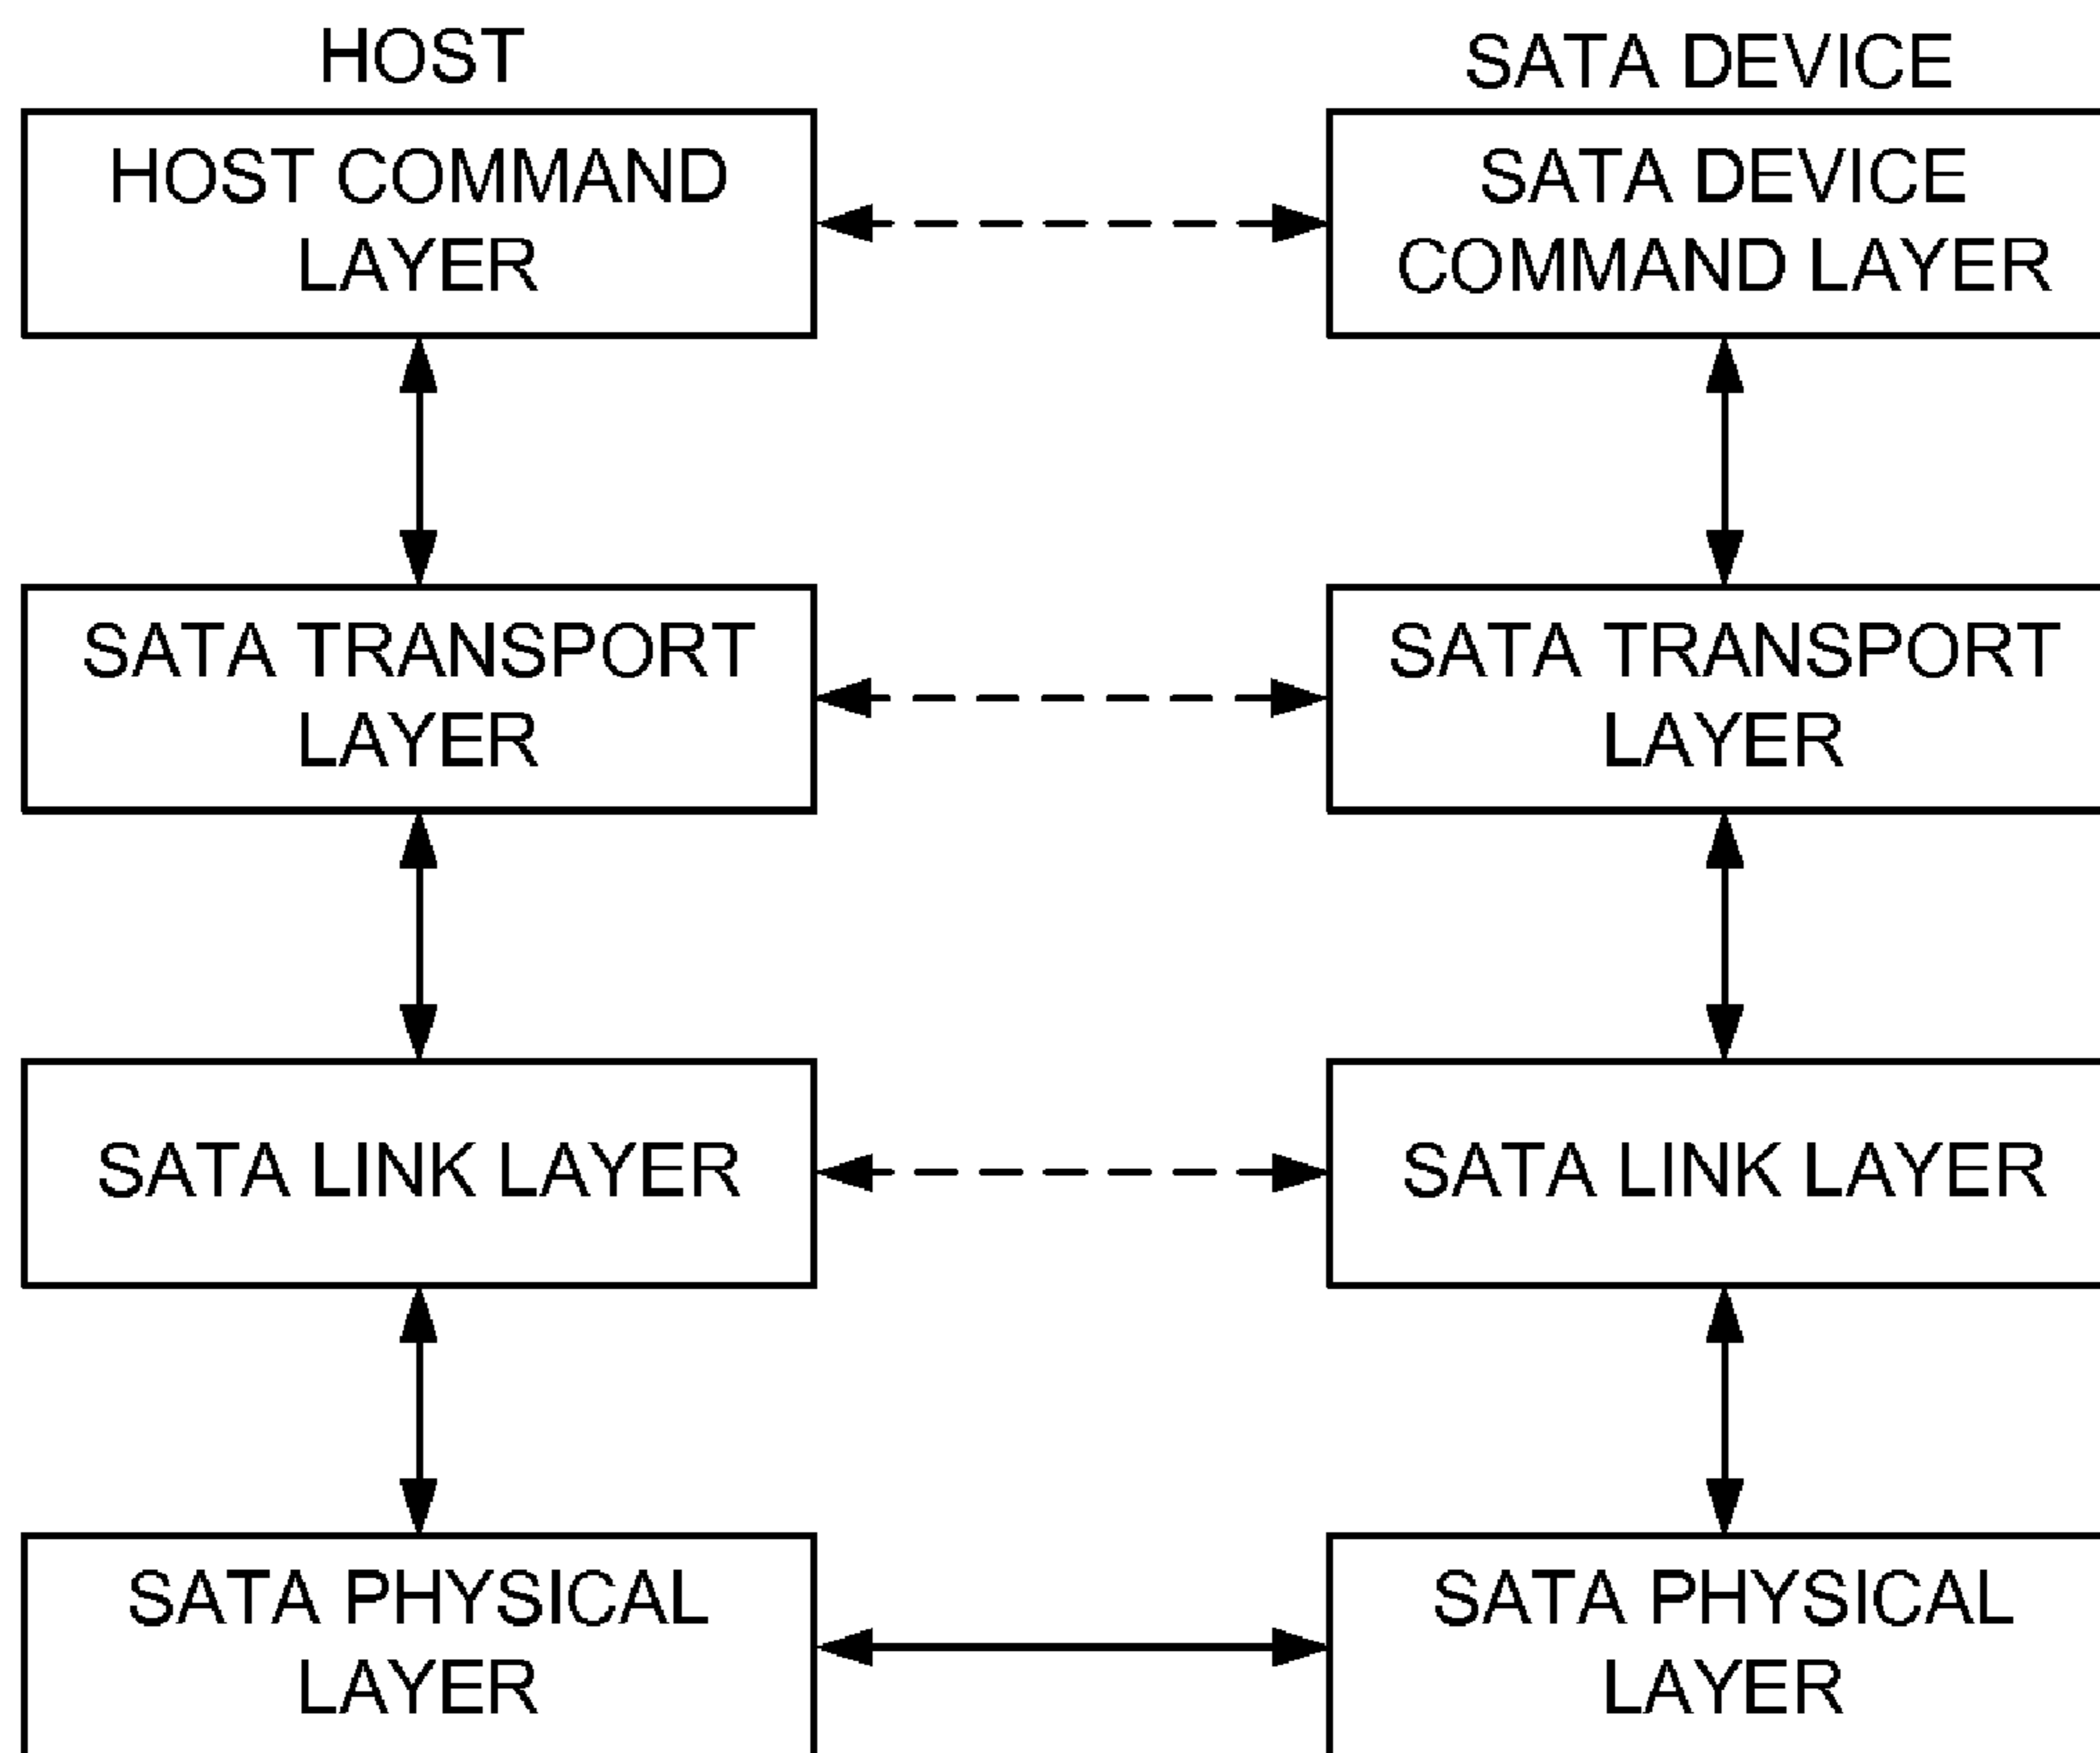 HOST
SATA DEVICE
HOST COMMAND
LAYER
SATA DEVICE
COMMAND LAYER
SATA TRANSPORT
LAYER
SATA TRANSPORT
LAYER
SATA LINK LAYER
SATA LINK LAYER
SATA PHYSICAL
LAYER
SATA PHYSICAL
LAYER